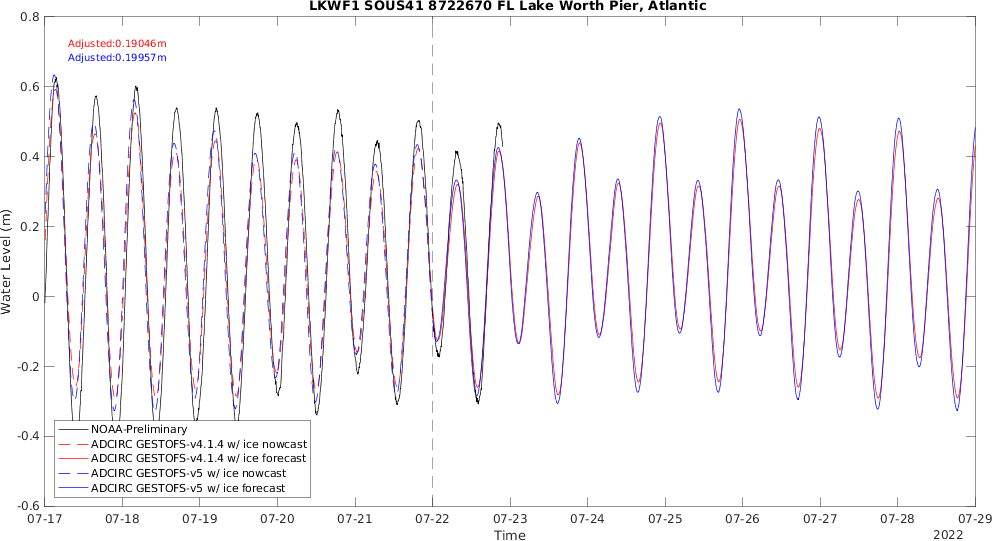 LKWF1 SOUS41 8722670 FL Lake Worth Pier, Atlantic
0.8
Adjusted:0.19046m
Adjusted:0.19957m
0.6
0.4
0.2
0
-0.2
-0.4
-0.6
Water Level (m)
NOAA-Preliminary
ADCIRC GESTOFS-v4.1.4 w/ ice nowcast
ADCIRC GESTOFS-v4.1.4 w/ ice forecast
ADCIRC GESTOFS-v5 w/ ice nowcast
ADCIRC GESTOFS-v5 w/ ice forecast
07-17 07-18 07-19 07-20 07-21 07-22 07-23 07-24 07-25 07-26 07-27 07-28 07-29
Time
2022